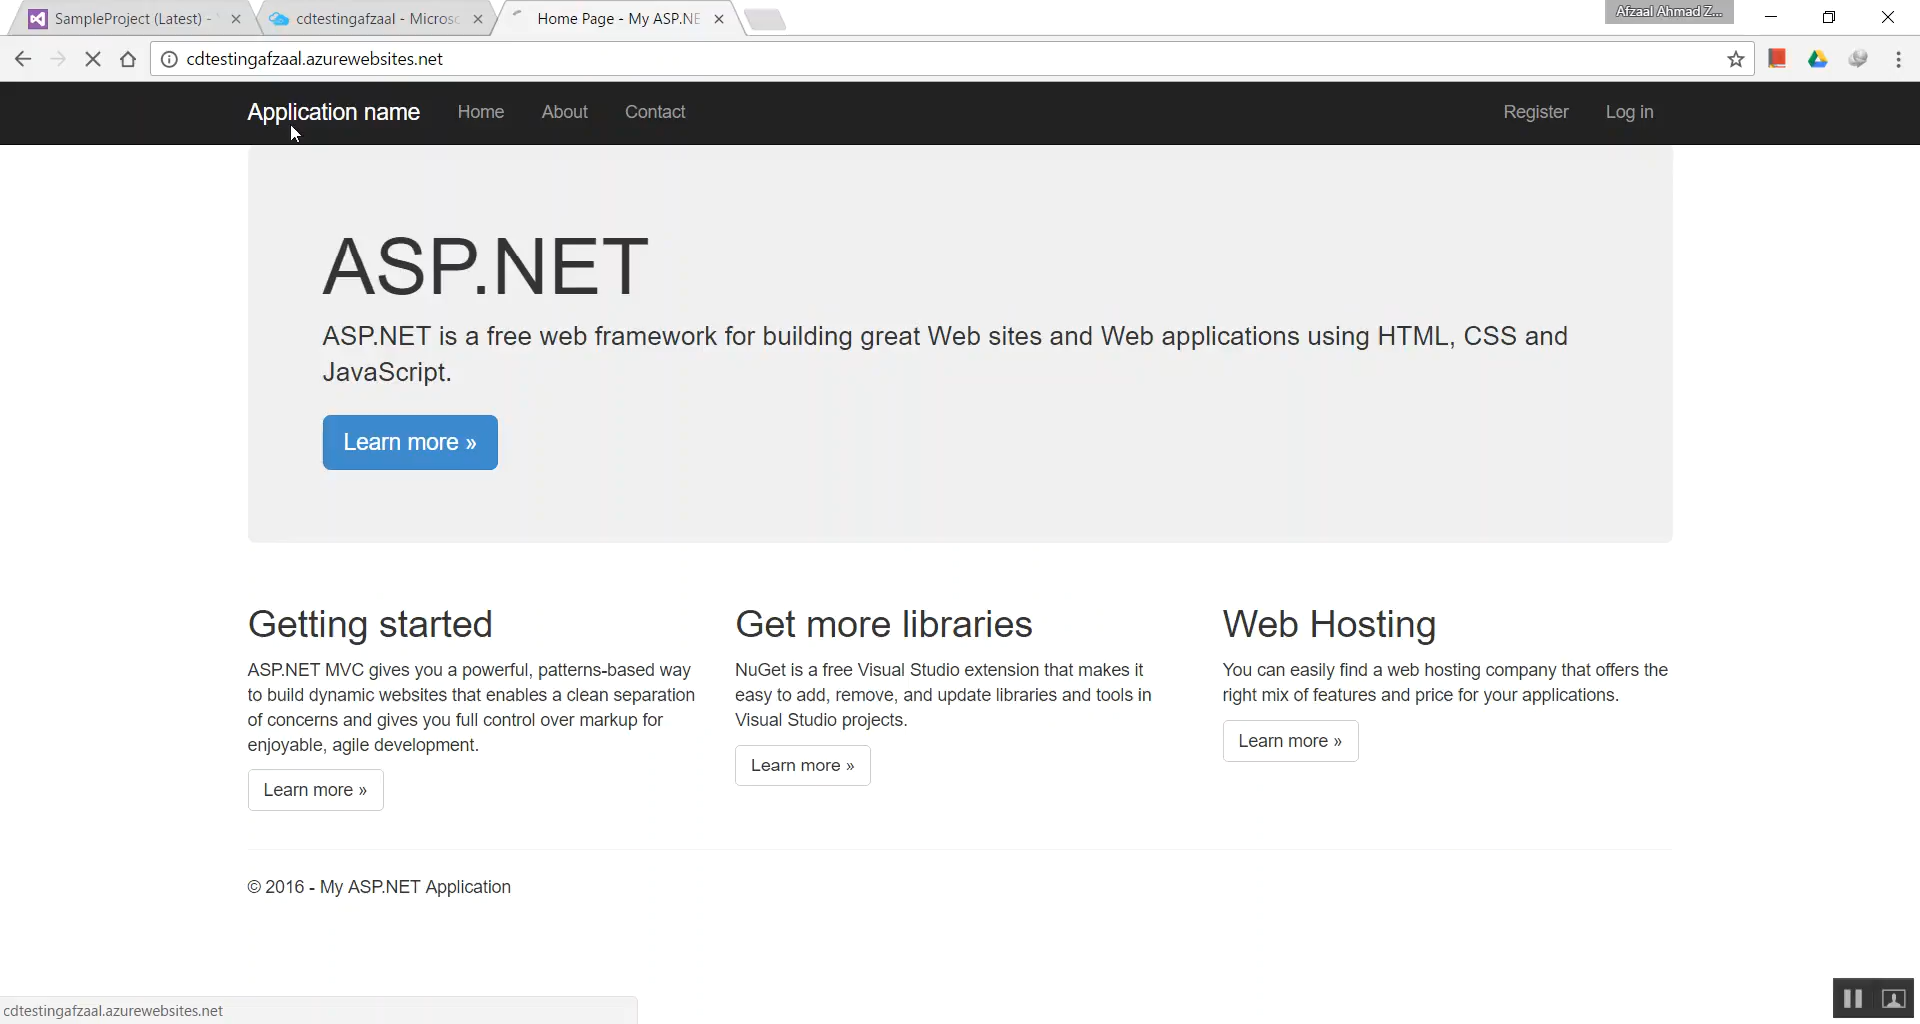 SampleProject (Latest) -
cdtestingafzaal - Microsc
Home Page - My ASP.NE
Afzaal Ahmad Z...
cdtestingafzaal.azurewebsites.net
Application name
Home
About
Contact
Register
Log in
ASP.NET
ASP.NET is a free web framework for building great Web sites and Web applications using HTML, CSS and
JavaScript.
Learn more »
Getting started
ASP.NET MVC gives you a powerful, patterns-based way
to build dynamic websites that enables a clean separation
of concerns and gives you full control over markup for
enjoyable, agile development.
Learn more »
Get more libraries
NuGet is a free Visual Studio extension that makes it
easy to add, remove, and update libraries and tools in
Visual Studio projects.
Learn more »
Web Hosting
You can easily find a web hosting company that offers the
right mix of features and price for your applications.
Learn more »
© 2016 - My ASP.NET Application
cdtestingafzaal.azurewebsites.net